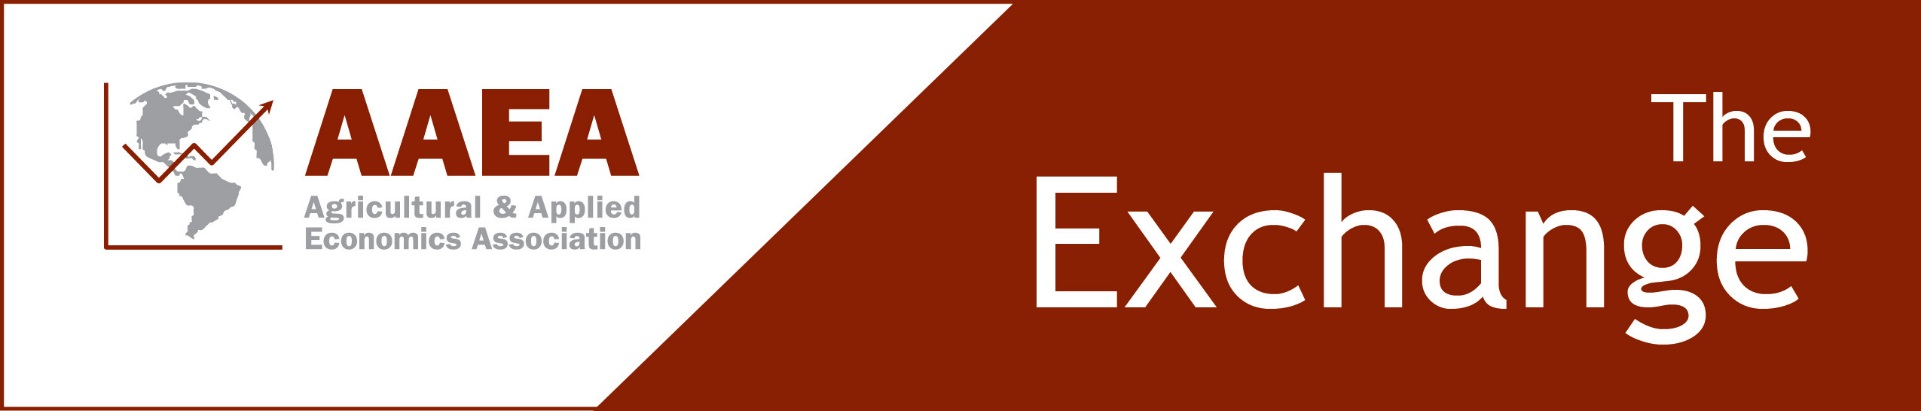 AAEA
Agricultural & Applied
Economics Association
The
Exchange